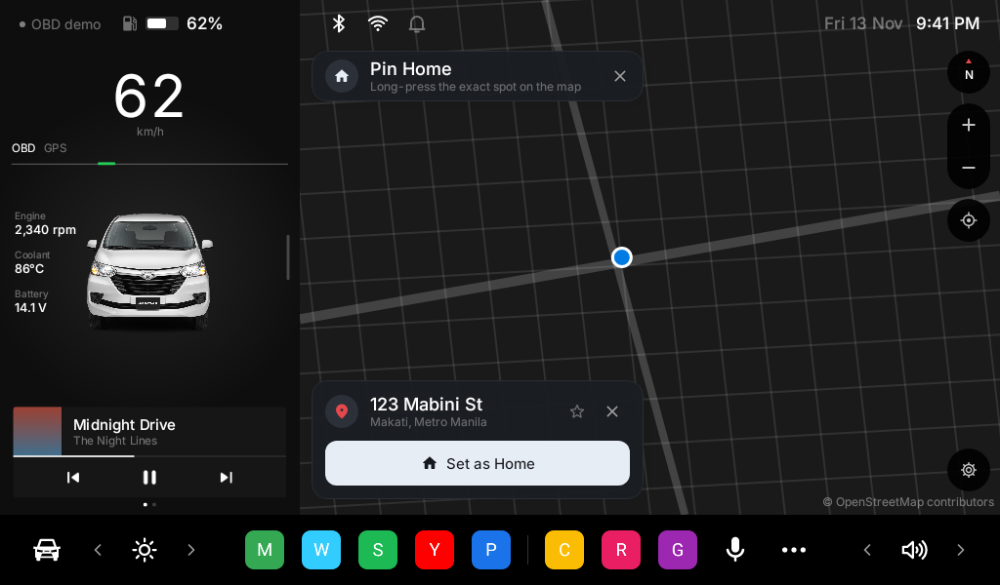 OBD demo
62%
Fri 13 Nov
9:41 PM
62
km/h
OBD GPS
Engine
2,340 rpm
Coolant
86°C
Battery
14.1 V
Midnight Drive
The Night Lines
Pin Home
Long-press the exact spot on the map
N
123 Mabini St
Makati, Metro Manila
Set as Home
© OpenStreetMap contributors
M W S Y P C R G